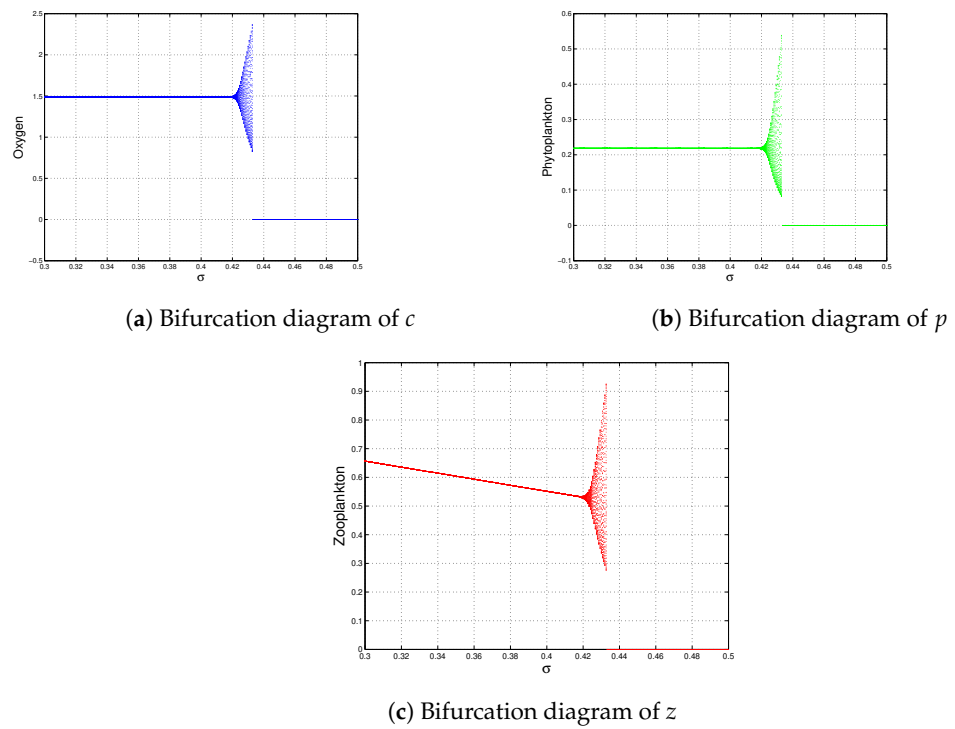 2.5
2
1.5
1
0.5
0
−0.5
Oxygen
0.3 0.32 0.34 0.36 0.38 0.4 0.42 0.44 0.46 0.48 0.5
σ
(a) Bifurcation diagram of c
0.6
0.5
0.4
0.3
0.2
0.1
0
−0.1
Phytoplankton
0.3 0.32 0.34 0.36 0.38 0.4 0.42 0.44 0.46 0.48 0.5
σ
(b) Bifurcation diagram of p
1
0.9
0.8
0.7
0.6
0.5
0.4
0.3
0.2
0.1
0
Zooplankton
0.3 0.32 0.34 0.36 0.38 0.4 0.42 0.44 0.46 0.48 0.5
σ
(c) Bifurcation diagram of z